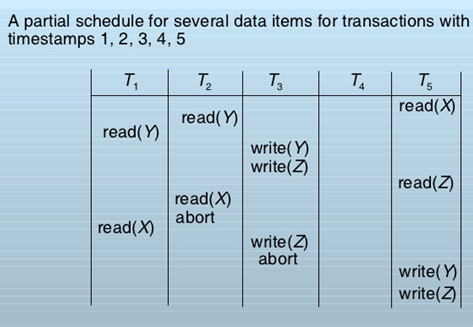 A partial schedule for several data items for transactions with
timestamps 1, 2, 3, 4, 5
T1 T2 T3 T4 T5
read(X)
read(Y)
read(Y)
write(Y)
write(Z)
read(Z)
read(X)
abort
read(X)
write(Z)
abort
write(Y)
write(Z)